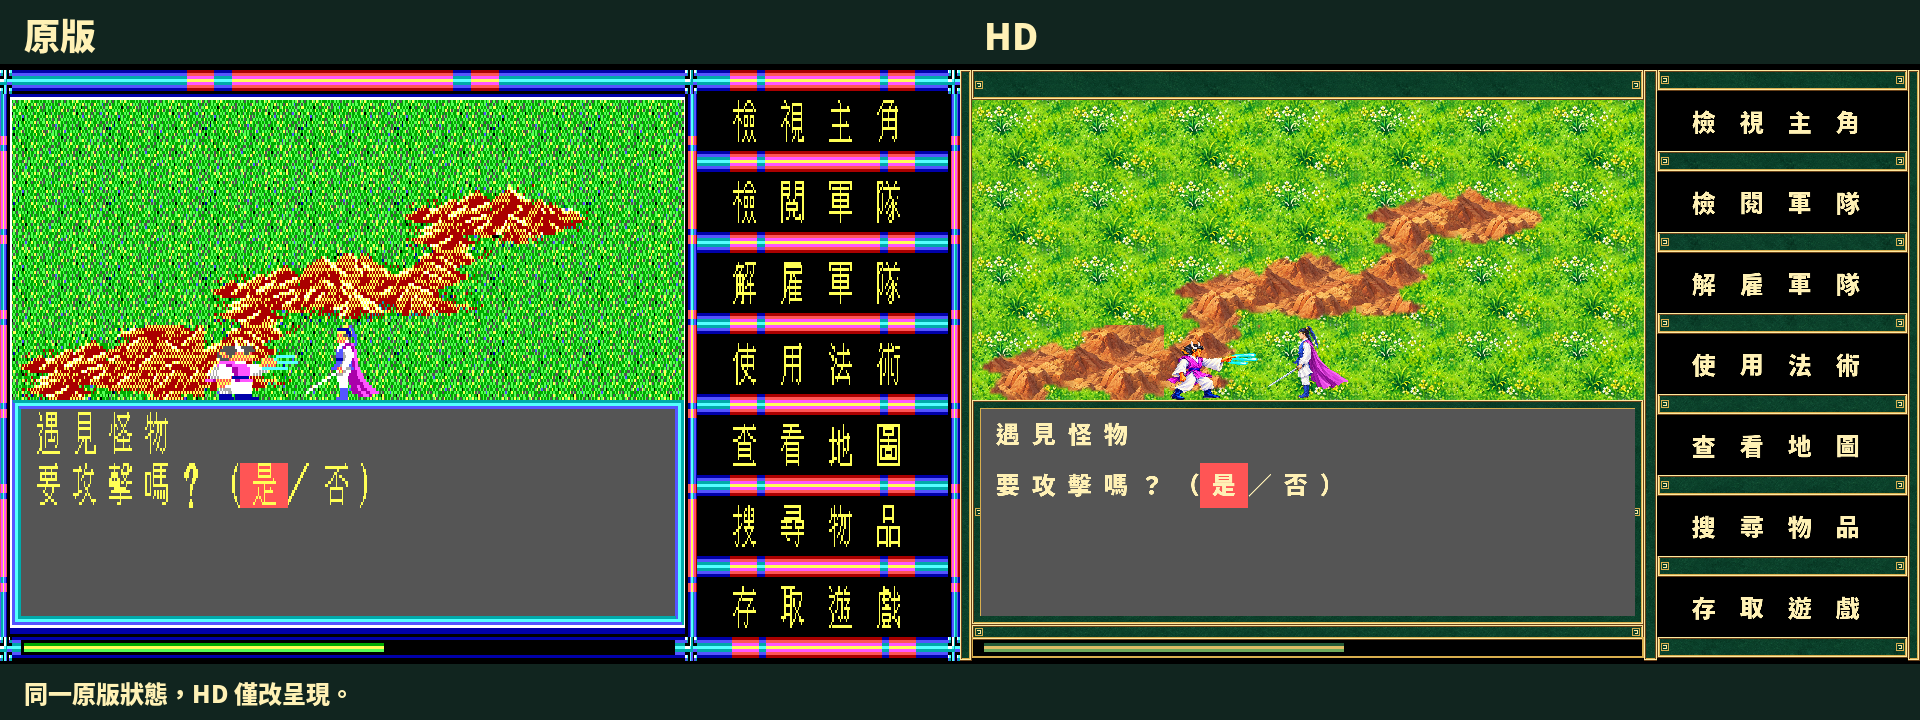 原版
檢視主角
檢閱軍隊
解雇軍隊
使用法術
查看地圖
搜尋物品
存取遊戲
遇見怪物
要攻擊嗎？（是／否）
HD
檢視主角
檢閱軍隊
解雇軍隊
使用法術
查看地圖
搜尋物品
存取遊戲
遇見怪物
要攻擊嗎？（是／否）
同一原版狀態，HD 僅改呈現。